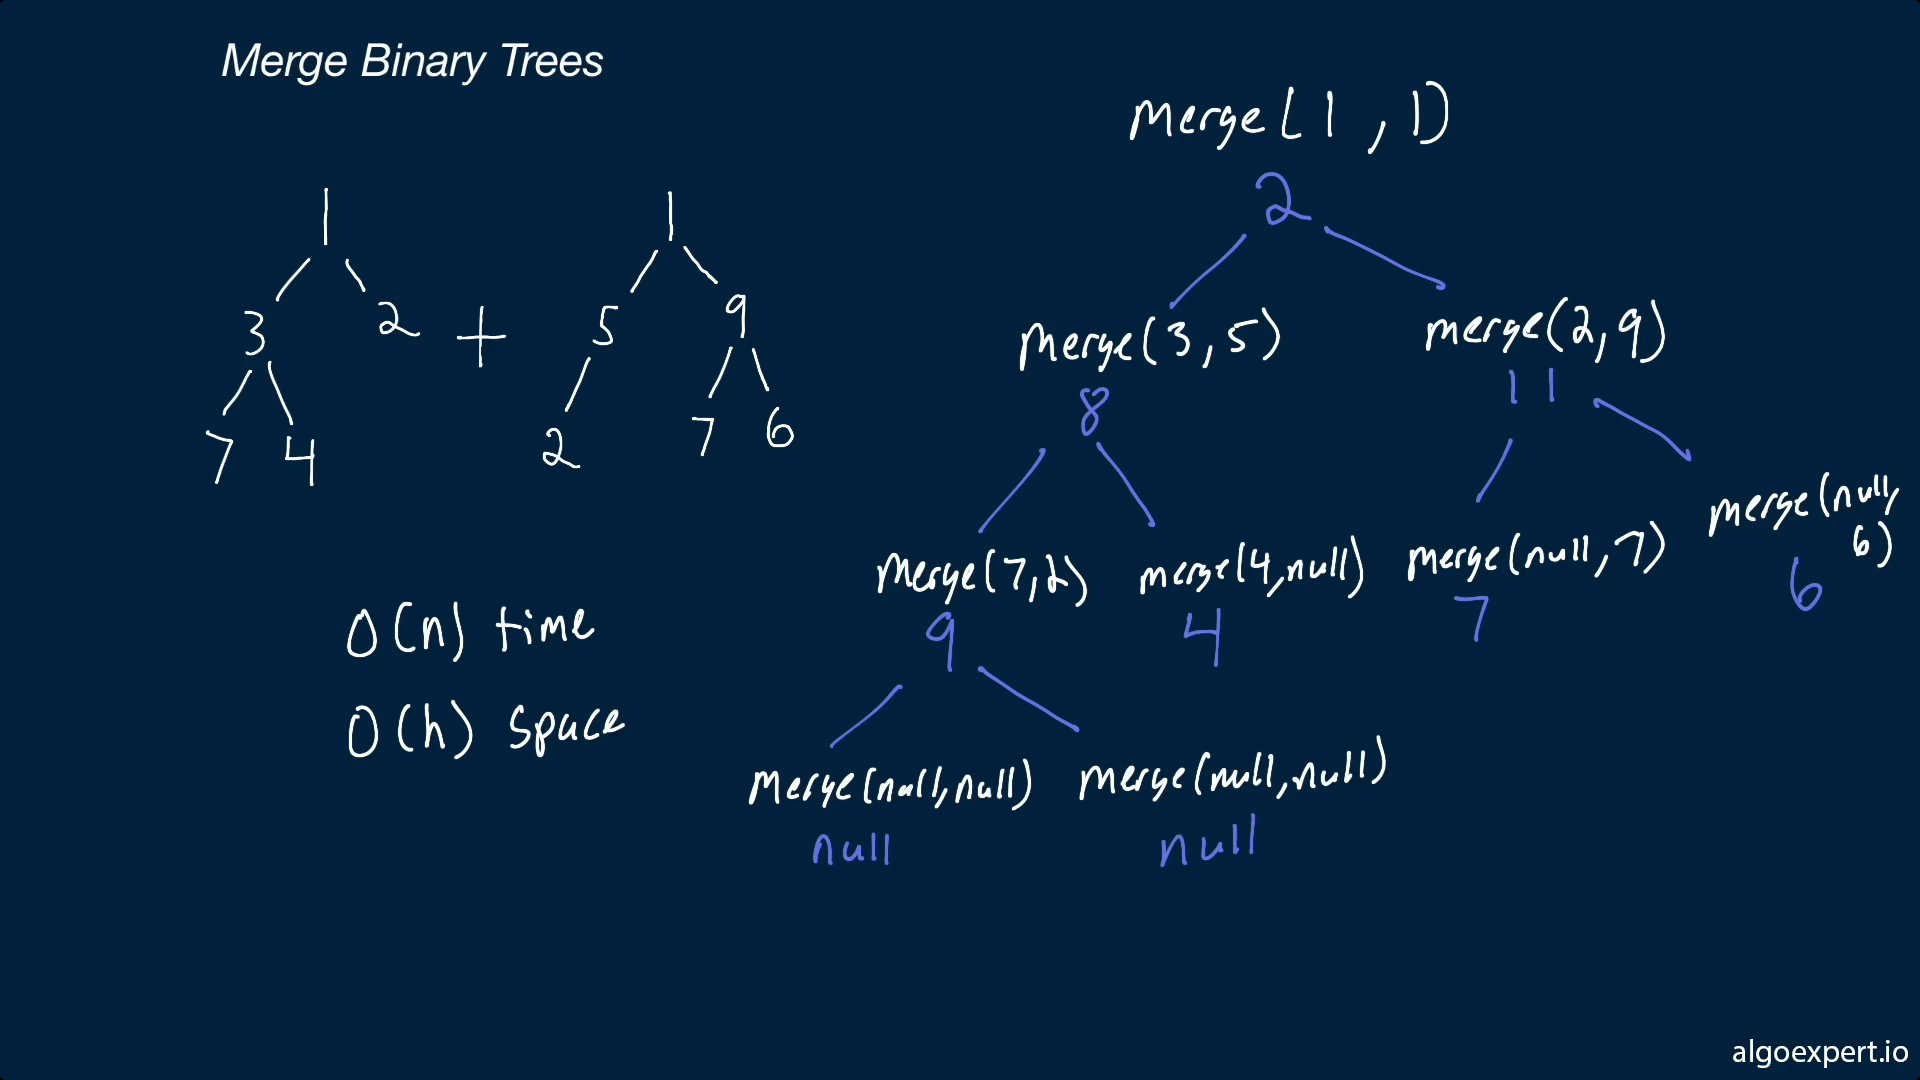 Merge Binary Trees
merge(1, 1)
2
1
1
3
2
+
5
9
7
4
2
7
6
merge(3,5)
8
merge(2,9)
11
merge(7,2)
9
merge(4,null)
4
merge(null,7)
7
merge(null,
6)
6
merge(null,null)
null
merge(null,null)
null
O(n) time
O(h) space
algoexpert.io